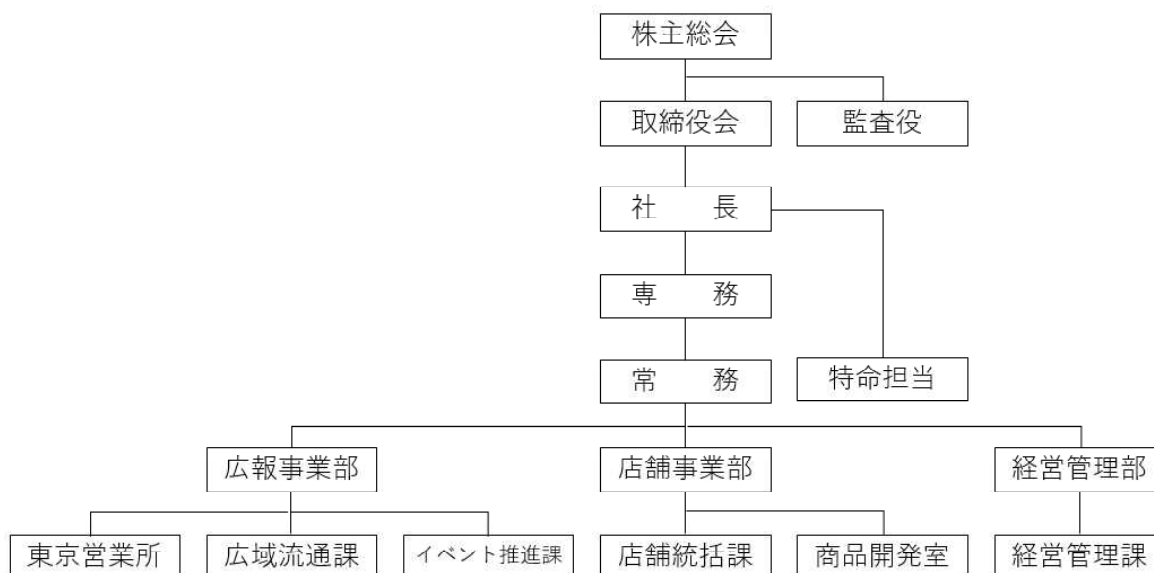 株主総会
取締役会
監査役
社　　長
専　　務
常　　務
特命担当
広報事業部
店舗事業部
経営管理部
東京営業所
広域流通課
イベント推進課
店舗統括課
商品開発室
経営管理課